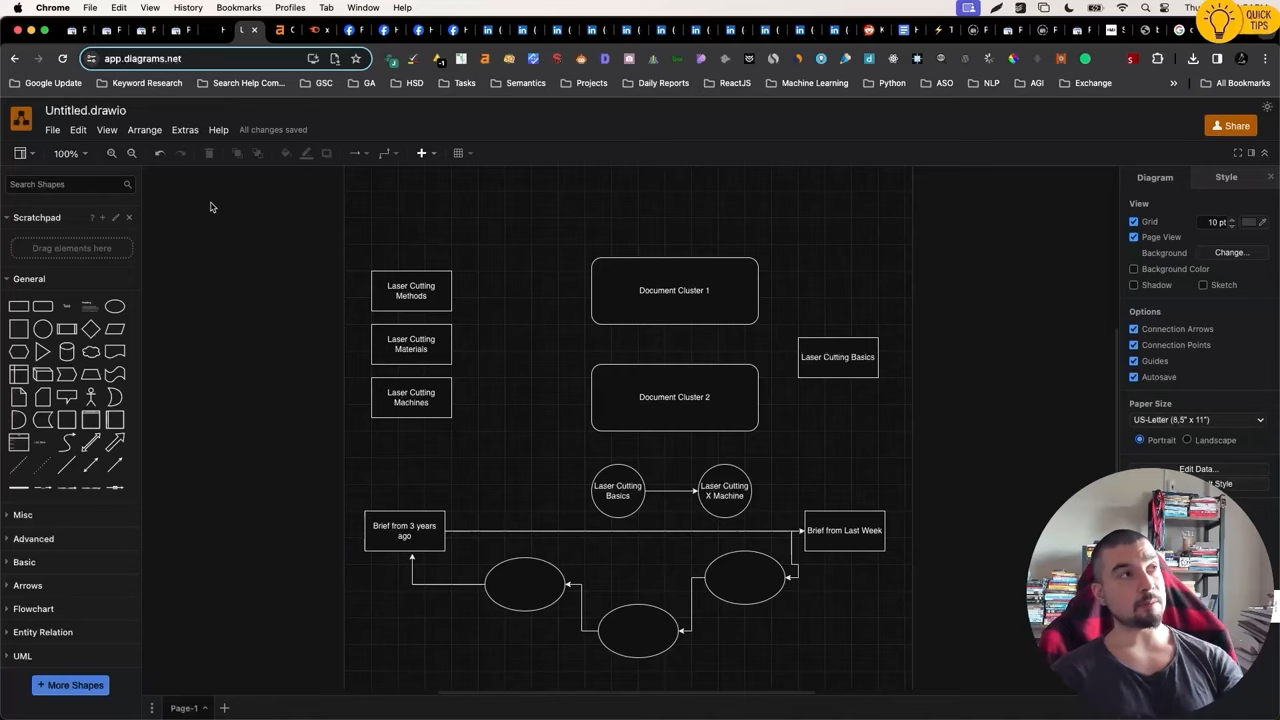 Chrome File Edit View History Bookmarks Profiles Tab Window Help
QUICK TIPS
app.diagrams.net
Google Update Keyword Research Search Help Com... GSC GA HSD Tasks Semantics Projects Daily Reports ReactJS Machine Learning Python ASO NLP AGI Exchange All Bookmarks
Untitled.drawio
File Edit View Arrange Extras Help All changes saved
Share
100%
Search Shapes
Scratchpad
Drag elements here
General
Text
Misc
Advanced
Basic
Arrows
Flowchart
Entity Relation
UML
+ More Shapes
Laser Cutting
Methods
Laser Cutting
Materials
Laser Cutting
Machines
Document Cluster 1
Document Cluster 2
Laser Cutting Basics
Laser Cutting
Basics
Laser Cutting
X Machine
Brief from 3 years
ago
Brief from Last Week
Diagram Style
View
Grid 10 pt
Page View
Background Change...
Background Color
Shadow Sketch
Options
Connection Arrows
Connection Points
Guides
Autosave
Paper Size
US-Letter (8,5" x 11")
Portrait Landscape
Edit Data...
Page-1